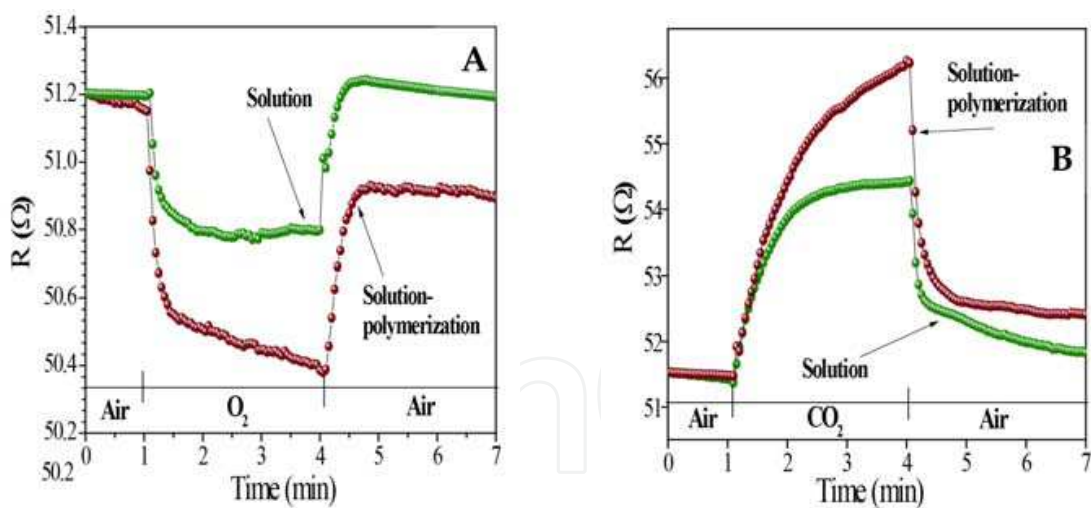 51.4
51.2
51.0
50.8
50.6
50.4
50.2
50.2
R (Ω)
A
Solution
Solution-
polymerization
Air
O₂
Air
0 1 2 3 4 5 6 7
Time (min)
56
55
54
53
52
51
R (Ω)
Solution-
polymerization
B
Solution
Air
CO₂
Air
0 1 2 3 4 5 6 7
Time (min)